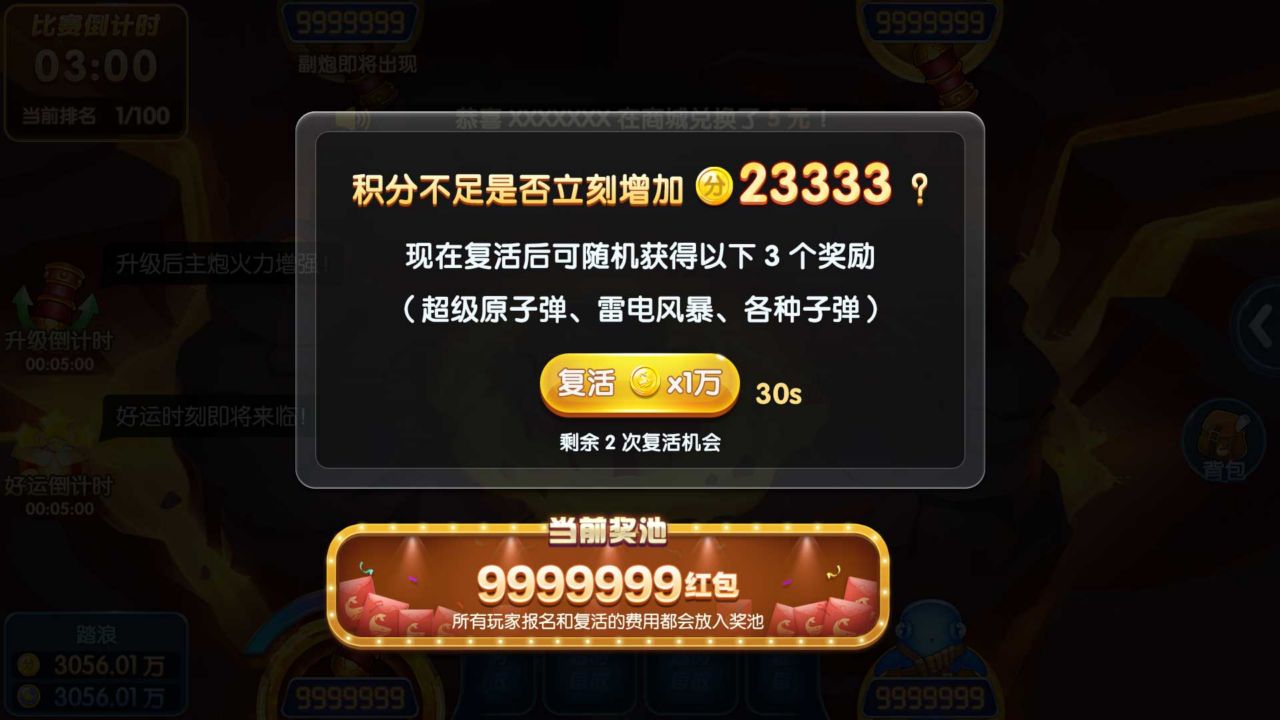 比赛倒计时
03:00
当前排名 1/100
9999999
副炮即将出现
9999999
恭喜 XXXXXXX 在商城兑换了 5 元！
积分不足是否立刻增加 分 23333 ？
现在复活后可随机获得以下 3 个奖励
（超级原子弹、雷电风暴、各种子弹）
复活 x1万
30s
剩余 2 次复活机会
升级后主炮火力增强！
升级倒计时
00:05:00
好运时刻即将来临！
好运倒计时
00:05:00
背包
当前奖池
9999999红包
所有玩家报名和复活的费用都会放入奖池
踏浪
分 3056.01 万
3056.01 万
9999999
9999999